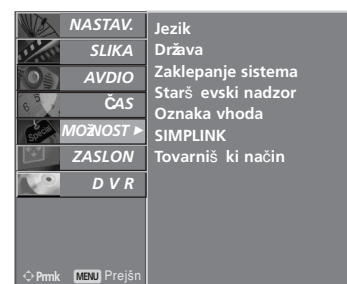 NASTAV.
SLIKA
AVDIO
ČAS
MOŽNOST ►
ZASLON
D V R
Jezik
Država
Zaklepanje sistema
Starš evski nadzor
Oznaka vhoda
SIMPLINK
Tovarniš ki način
Prmk MENU Prejšn